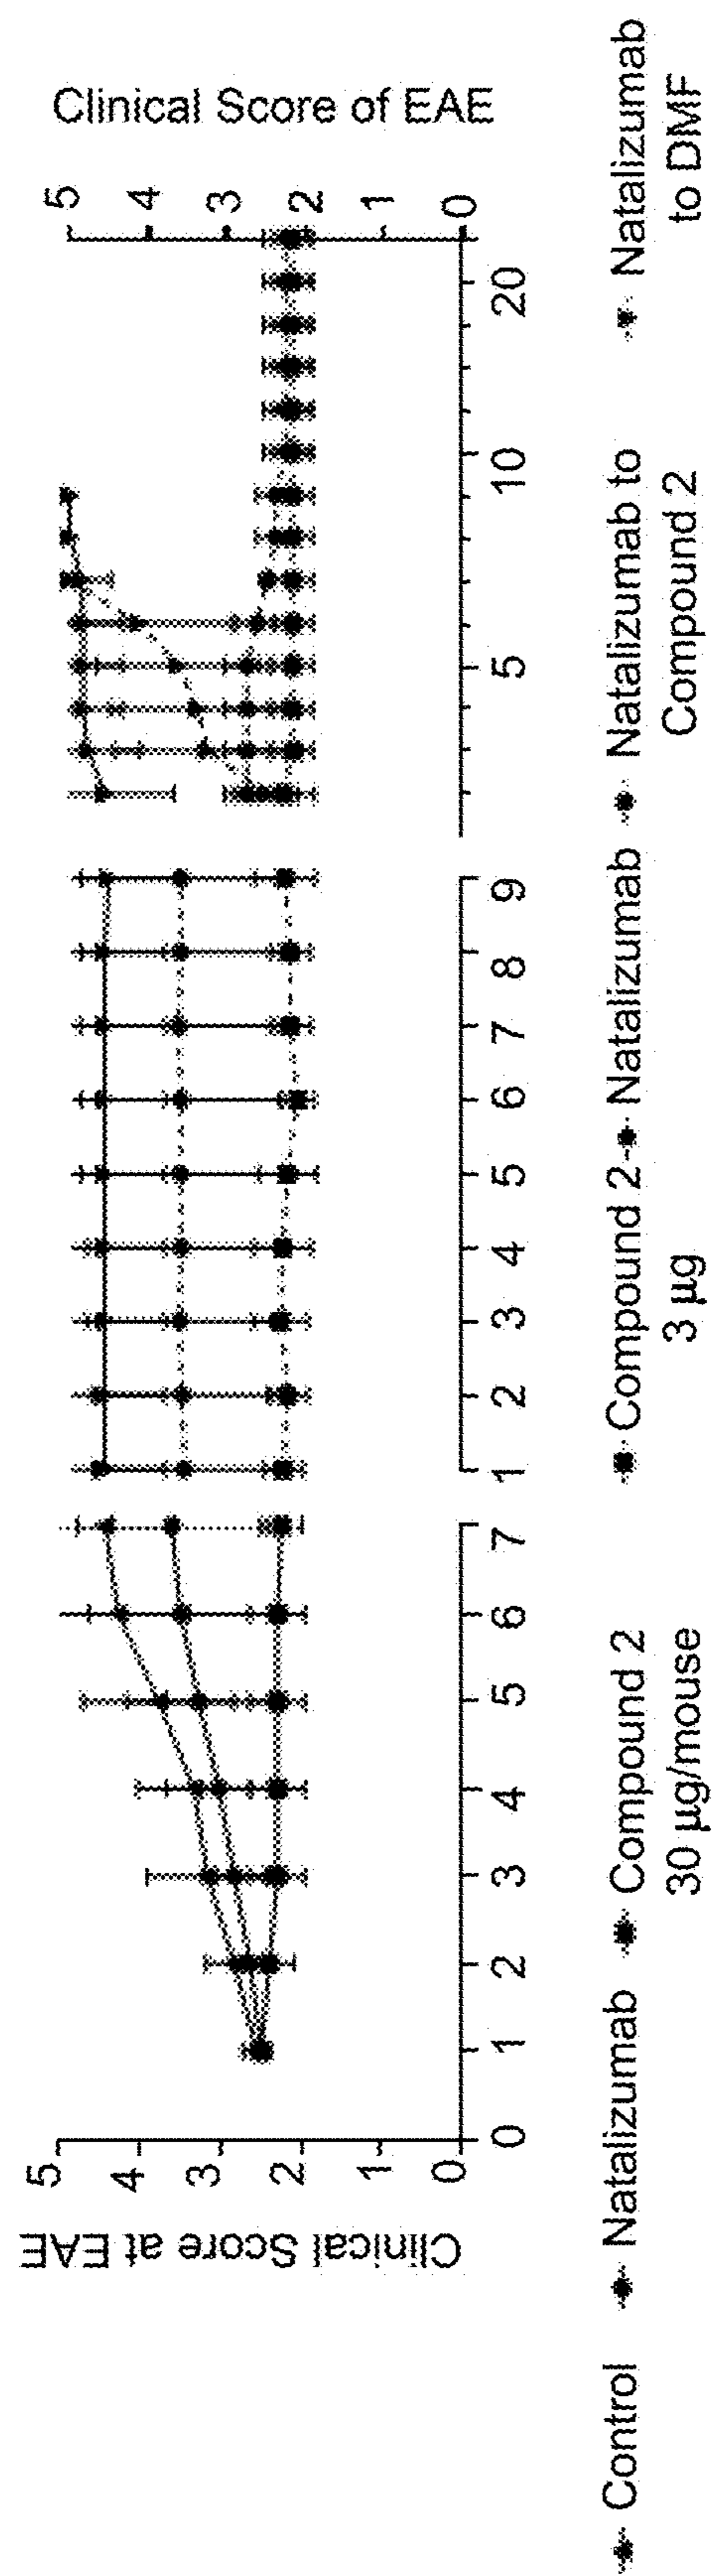 Clinical Score at EAE
5
4
3
2
1
0
0
1
2
3
4
5
6
7
1
2
3
4
5
6
7
8
9
5
10
20
Clinical Score of EAE
5
4
3
2
1
0
Control
Natalizumab
Compound 2
30 µg/mouse
Compound 2
3 µg
Natalizumab
Natalizumab to
Compound 2
Natalizumab
to DMF